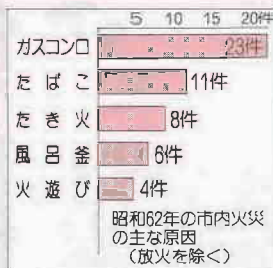 5 10 15 20件
ガスコンロ 23件
たばこ 11件
たき火 8件
風呂釜 6件
火遊び 4件
昭和62年の市内火災
の主な原因
（放火を除く）